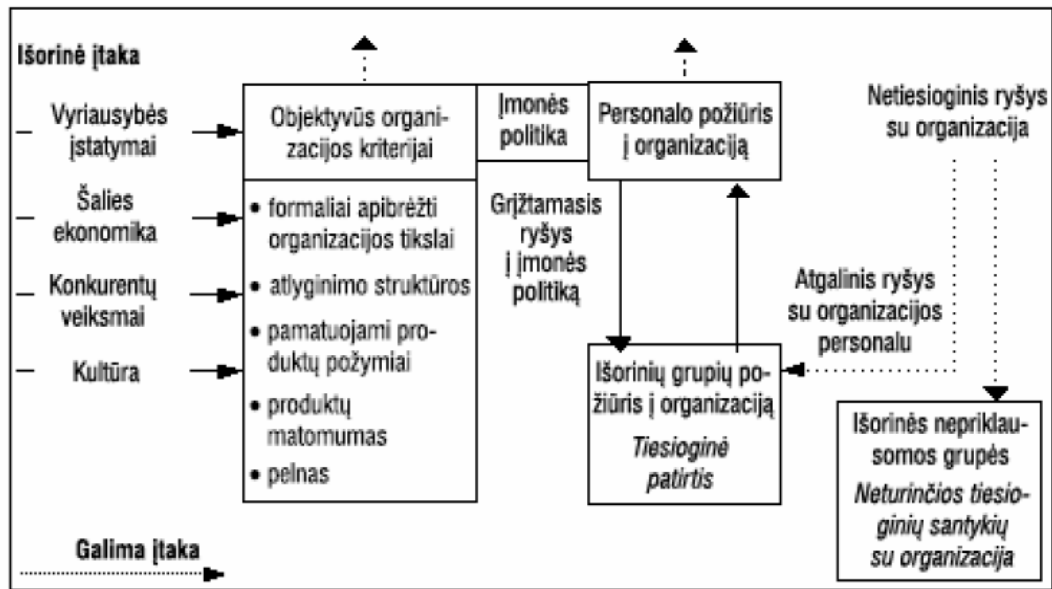 Išorinė įtaka
Vyriausybės
įstatymai
Šalies
ekonomika
Konkurentų
veiksmai
Kultūra
Galima įtaka
Objektyvūs organi-
zacijos kriterijai
• formaliai apibrėžti
organizacijos tikslai
• atlyginimo struktūros
• pamatuojami pro-
duktų požymiai
• produktų
matomumas
• pelnas
Įmonės
politika
Grįžtamasis
ryšys
į įmonės
politiką
Personalo požiūris
į organizaciją
Išorinių grupių po-
žiūris į organizaciją
Tiesioginė
patirtis
Netiesioginis ryšys
su organizacija
Atgalinis ryšys
su organizacijos
personalu
Išorinės nepriklau-
somos grupės
Neturinčios tiesio-
ginių santykių
su organizacija